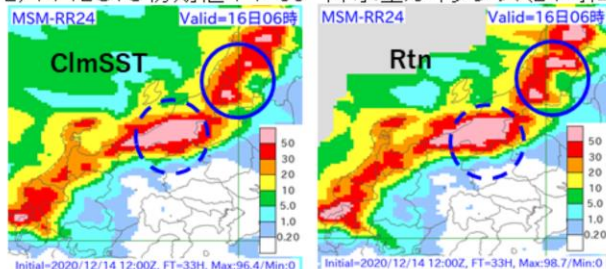 MSM-RR24 Valid=16日06時
ClmSST
50
30
20
10
5.0
1.0
0.20
Initial=2020/12/14 12:00Z, FT=33H, Max:96.4/Min:0
MSM-RR24 Valid=16日06時
Rtn
50
30
20
10
5.0
1.0
0.20
Initial=2020/12/14 12:00Z, FT=33H, Max:98.7/Min:0